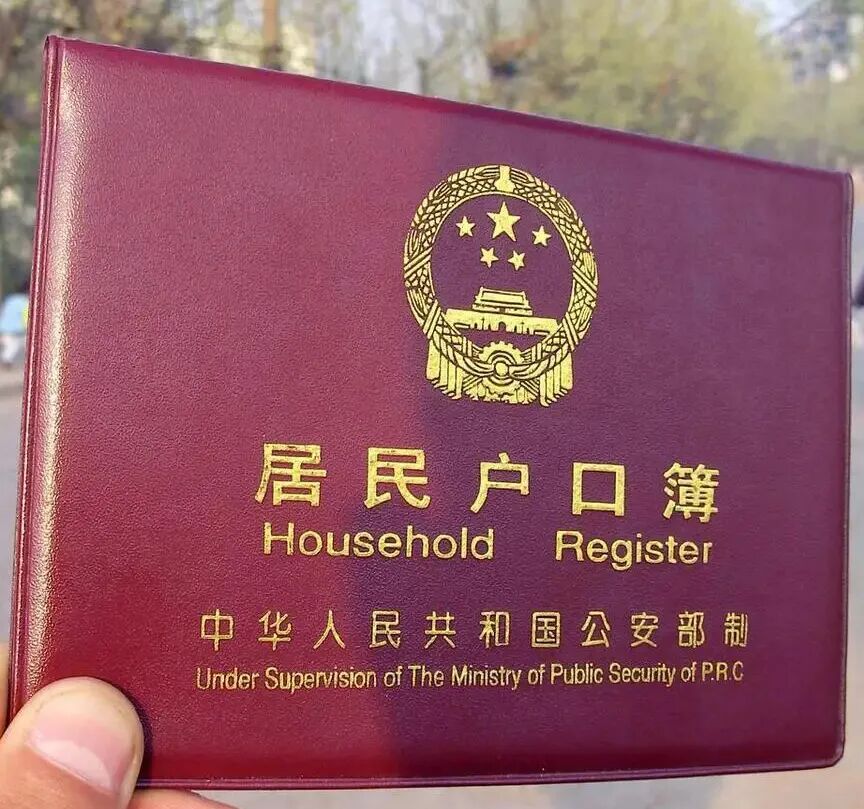 居民户口簿
Household Register
中华人民共和国公安部制
Under Supervision of The Ministry of Public Security of P.R.C